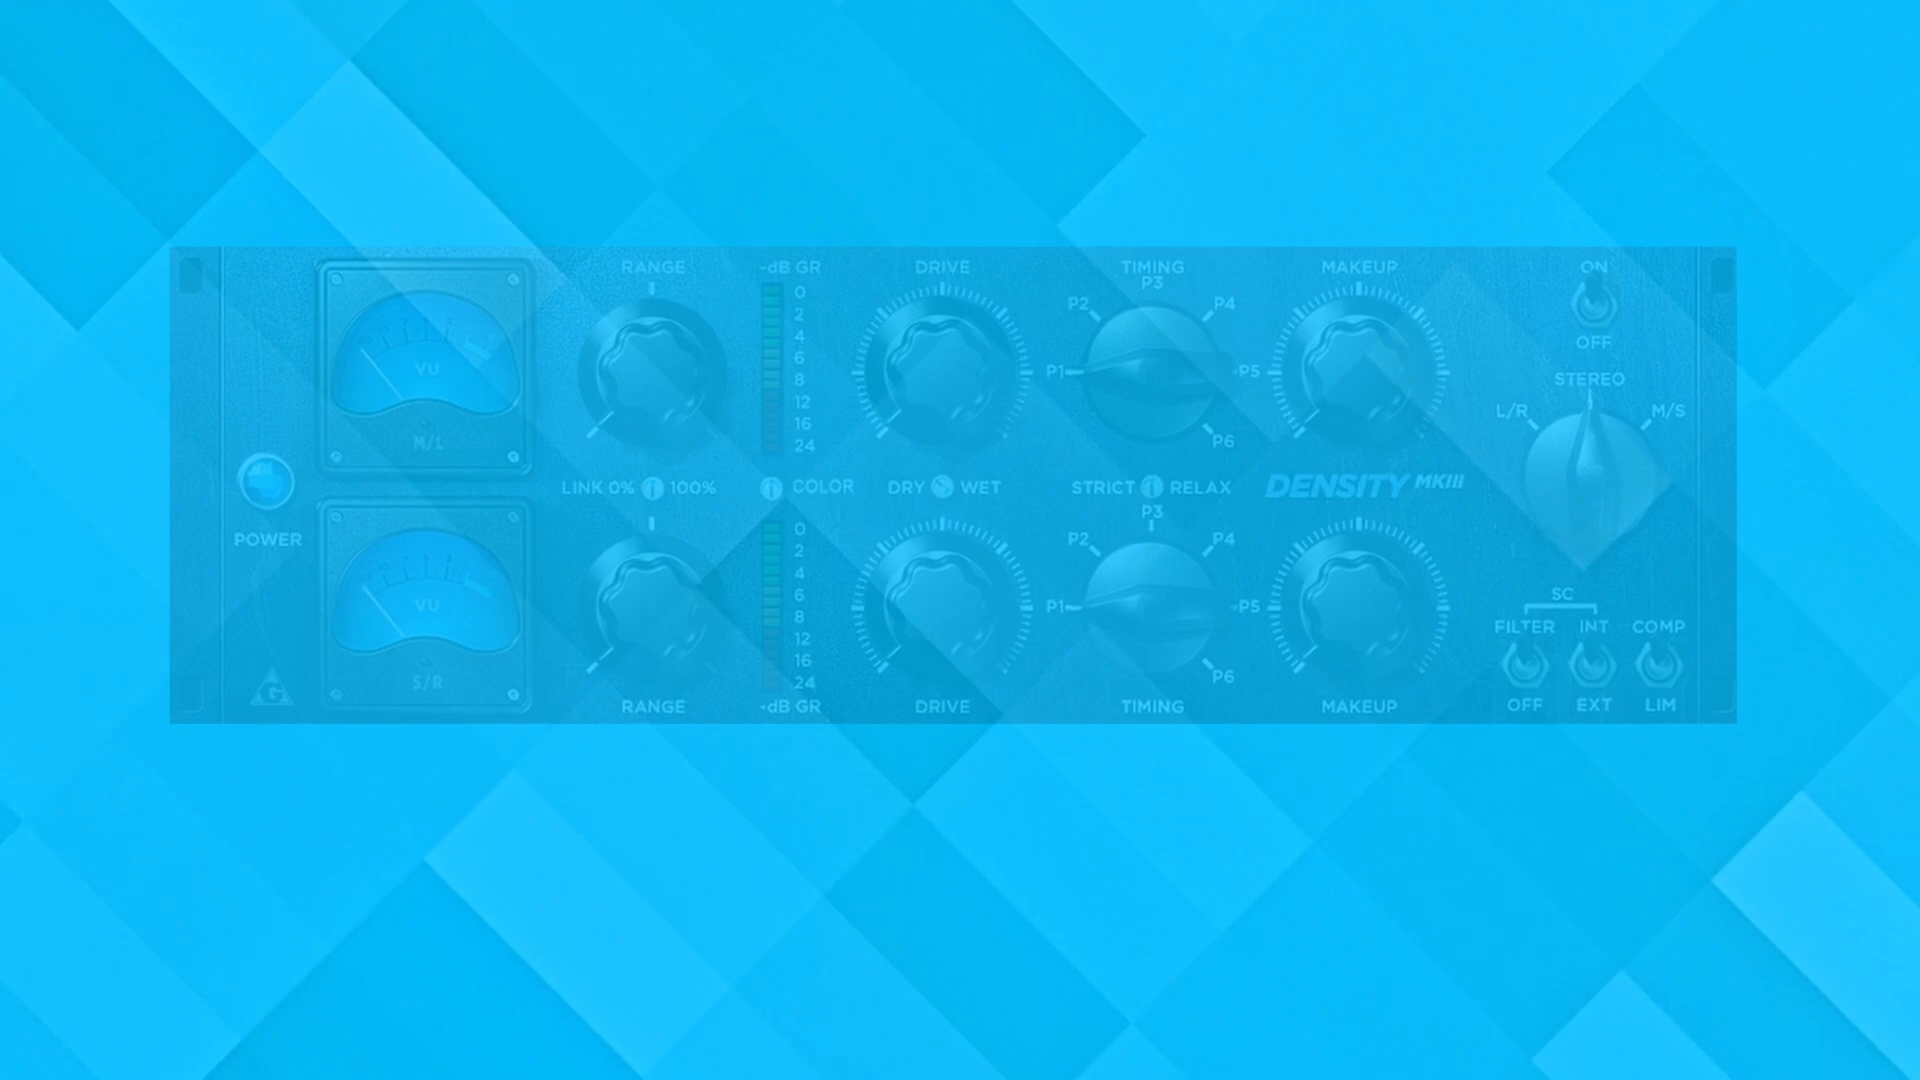 RANGE -dB GR DRIVE TIMING MAKEUP ON
P3
0
P2 P4
2
4
OFF
VU
6
P1 P5
8
STEREO
12
L/R M/S
16
M/L
P6
24
LINK 0% 100% COLOR DRY WET STRICT RELAX DENSITY MKIII
P3
0
POWER
P2 P4
2
4
6
SC
VU
P1 P5
8
FILTER INT COMP
12
16
P6
S/R
24
G
RANGE -dB GR DRIVE TIMING MAKEUP OFF EXT LIM